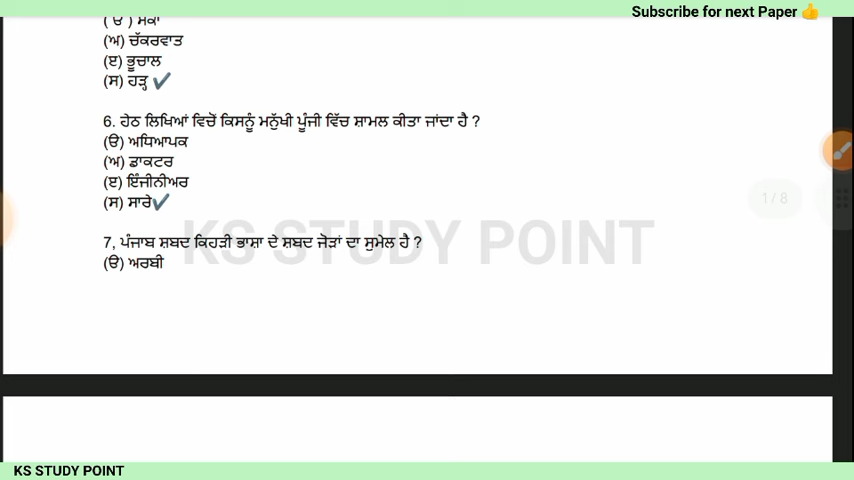 Subscribe for next Paper 👍
(ੳ) ਸੋਕਾ
(ਅ) ਚੱਕਰਵਾਤ
(ੲ) ਭੂਚਾਲ
(ਸ) ਹੜ੍ਹ ✔
6. ਹੇਠ ਲਿਖਿਆਂ ਵਿਚੋਂ ਕਿਸਨੂੰ ਮਨੁੱਖੀ ਪੂੰਜੀ ਵਿੱਚ ਸ਼ਾਮਲ ਕੀਤਾ ਜਾਂਦਾ ਹੈ ?
(ੳ) ਅਧਿਆਪਕ
(ਅ) ਡਾਕਟਰ
(ੲ) ਇੰਜੀਨੀਅਰ
(ਸ) ਸਾਰੇ✔
1 / 8
KS STUDY POINT
7, ਪੰਜਾਬ ਸ਼ਬਦ ਕਿਹੜੀ ਭਾਸ਼ਾ ਦੇ ਸ਼ਬਦ ਜੋੜਾਂ ਦਾ ਸੁਮੇਲ ਹੈ ?
(ੳ) ਅਰਬੀ
KS STUDY POINT